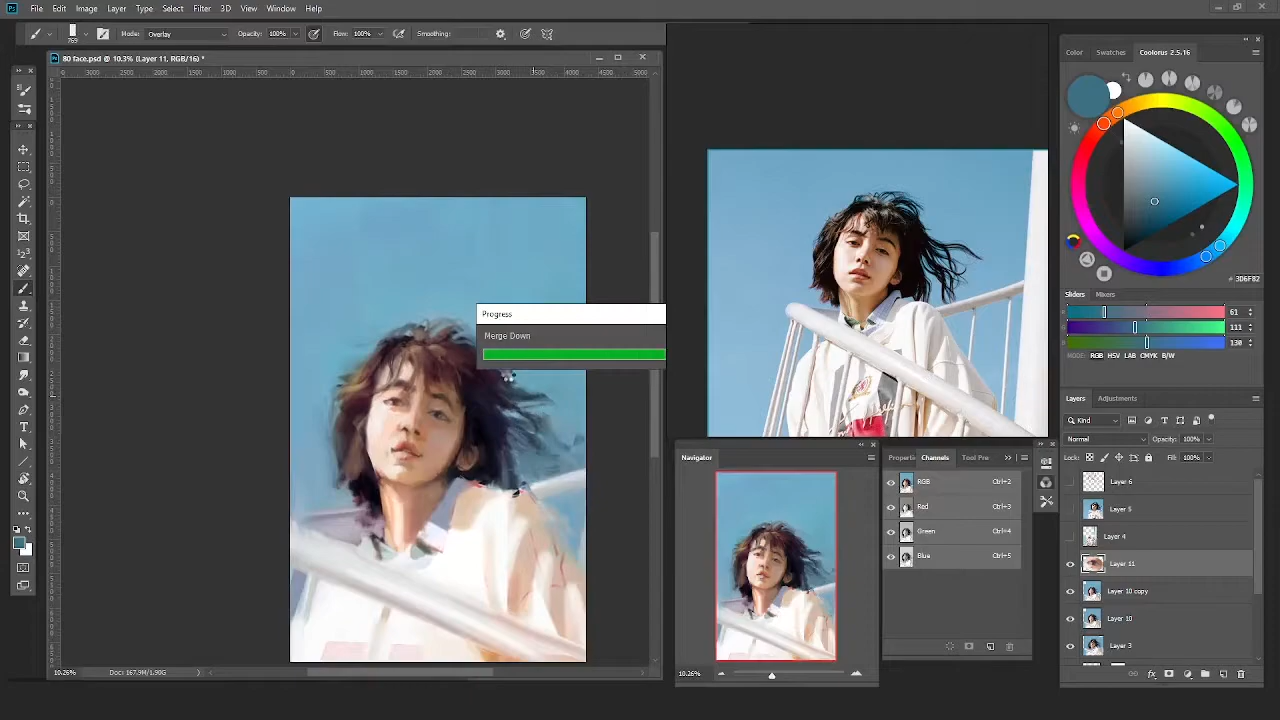 Ps File Edit Image Layer Type Select Filter 3D View Window Help
769 Mode: Overlay Opacity: 100% Flow: 100% Smoothing:
80 face.psd @ 10.3% (Layer 11, RGB/16) *
Progress
Merge Down
10.26% Doc: 167.9M/1.90G
Navigator
10.26%
Properti Channels Tool Pre
RGB Ctrl+2
Red Ctrl+3
Green Ctrl+4
Blue Ctrl+5
Color Swatches Coolorus 2.5.16
# 3D6F82
Sliders Mixers
61
111
130
MODE: RGB HSV LAB CMYK B/W
Layers Adjustments
Kind
Normal Opacity: 100%
Lock: Fill: 100%
Layer 6
Layer 5
Layer 4
Layer 11
Layer 10 copy
Layer 10
Layer 3